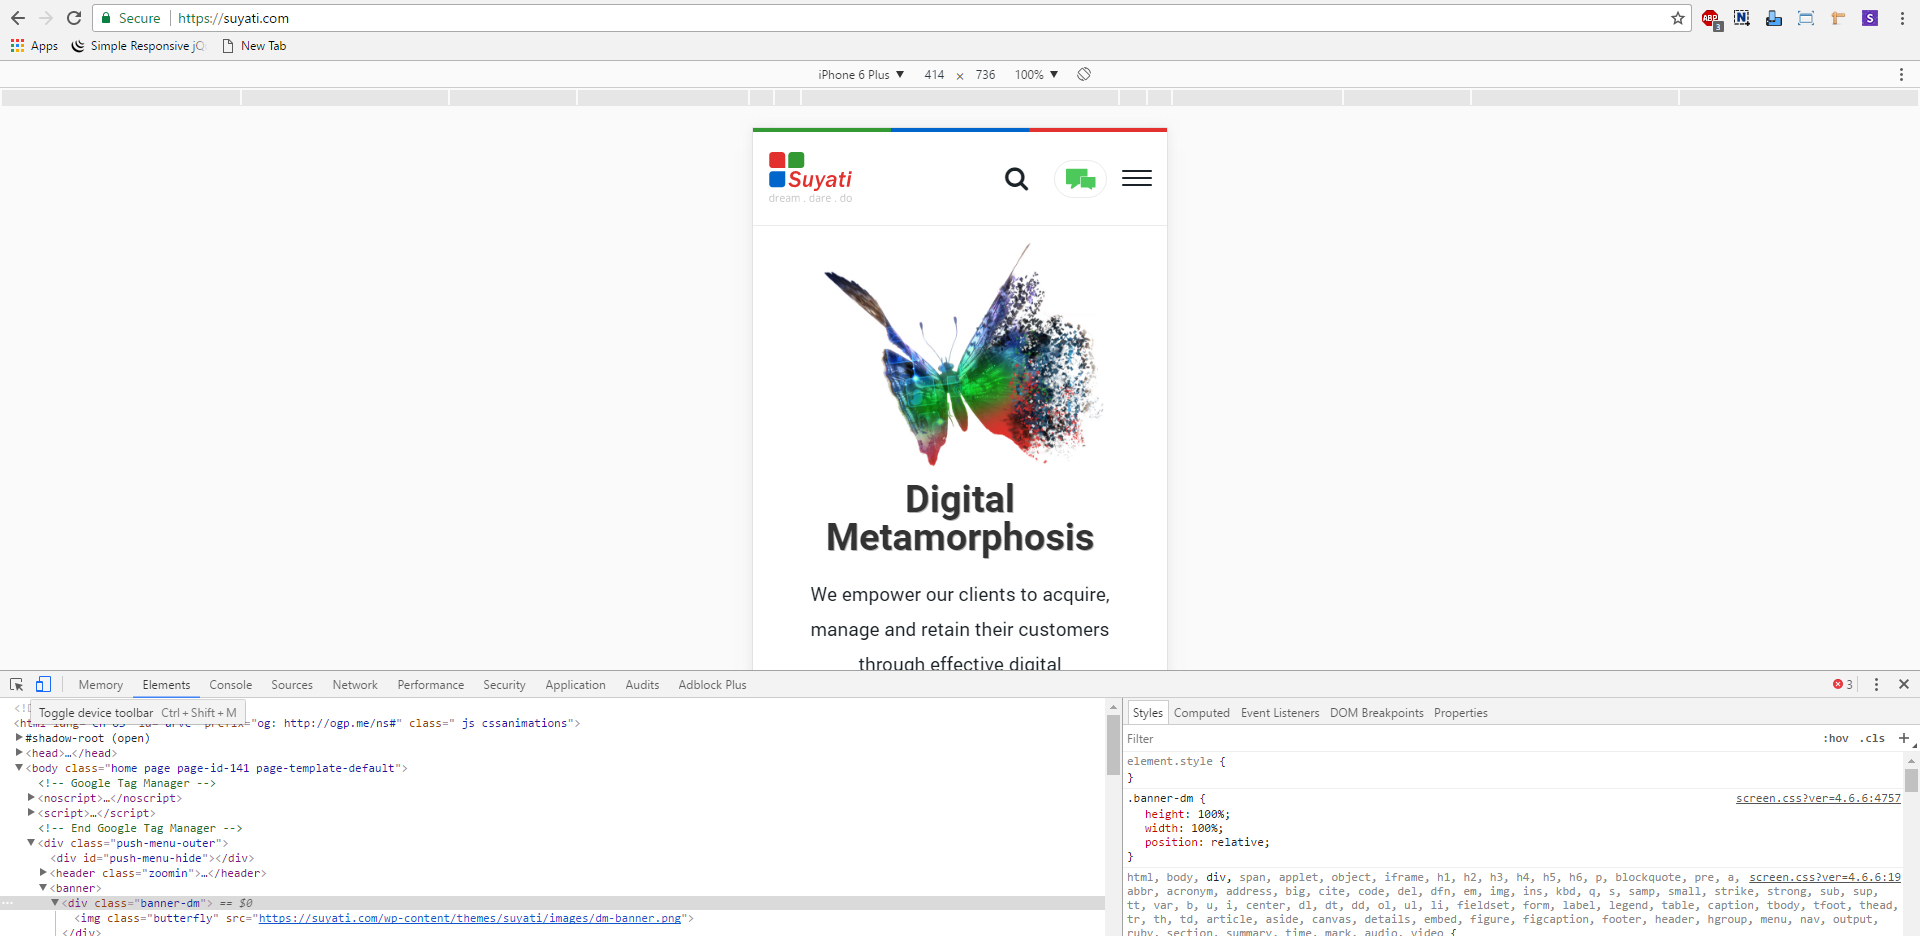 Secure https://suyati.com
ABP 3 N S
Apps Simple Responsive jQ New Tab
iPhone 6 Plus ▼ 414 × 736 100% ▼
Suyati
dream . dare . do
Digital
Metamorphosis
We empower our clients to acquire,
manage and retain their customers
through effective digital
Memory Elements Console Sources Network Performance Security Application Audits Adblock Plus 3
Toggle device toolbar Ctrl + Shift + M
prefix="og: http://ogp.me/ns#" class=" js cssanimations">
#shadow-root (open)
<head>…</head>
<body class="home page page-id-141 page-template-default">
<!-- Google Tag Manager -->
<noscript>…</noscript>
<script>…</script>
<!-- End Google Tag Manager -->
<div class="push-menu-outer">
<div id="push-menu-hide"></div>
<header class="zoomin">…</header>
<banner>
… <div class="banner-dm"> == $0
<img class="butterfly" src="https://suyati.com/wp-content/themes/suyati/images/dm-banner.png">
</div>
Styles Computed Event Listeners DOM Breakpoints Properties
Filter :hov .cls +
element.style {
}
.banner-dm { screen.css?ver=4.6.6:4757
height: 100%;
width: 100%;
position: relative;
}
html, body, div, span, applet, object, iframe, h1, h2, h3, h4, h5, h6, p, blockquote, pre, a, screen.css?ver=4.6.6:19
abbr, acronym, address, big, cite, code, del, dfn, em, img, ins, kbd, q, s, samp, small, strike, strong, sub, sup,
tt, var, b, u, i, center, dl, dt, dd, ol, ul, li, fieldset, form, label, legend, table, caption, tbody, tfoot, thead,
tr, th, td, article, aside, canvas, details, embed, figure, figcaption, footer, header, hgroup, menu, nav, output,
ruby, section, summary, time, mark, audio, video {